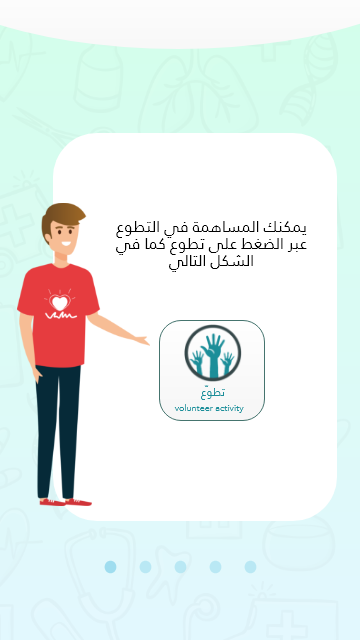 يمكنك المساهمة في التطوع
عبر الضغط على تطوع كما في
الشكل التالي
تطوّع
volunteer activity